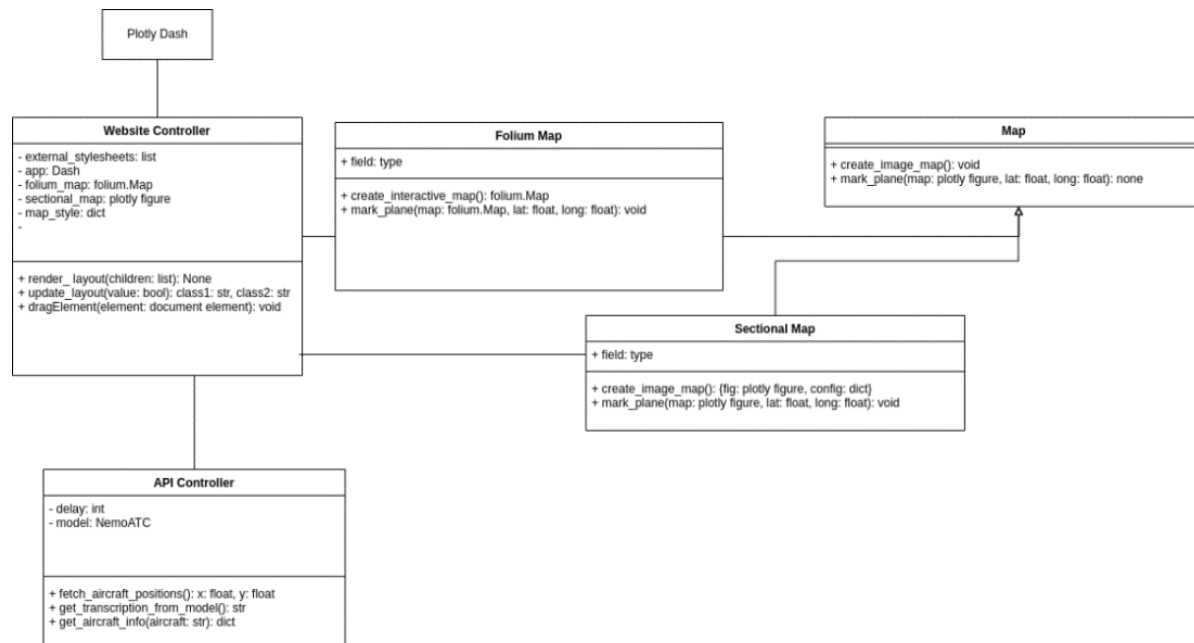 Plotly Dash
Website Controller
- external_stylesheets: list
- app: Dash
- folium_map: folium.Map
- sectional_map: plotly figure
- map_style: dict
-
+ render_ layout(children: list): None
+ update_layout(value: bool): class1: str, class2: str
+ dragElement(element: document element): void
Folium Map
+ field: type
+ create_interactive_map(): folium.Map
+ mark_plane(map: folium.Map, lat: float, long: float): void
Map
+ create_image_map(): void
+ mark_plane(map: plotly figure, lat: float, long: float): none
Sectional Map
+ field: type
+ create_image_map(): {fig: plotly figure, config: dict}
+ mark_plane(map: plotly figure, lat: float, long: float): void
API Controller
- delay: int
- model: NemoATC
+ fetch_aircraft_positions(): x: float, y: float
+ get_transcription_from_model(): str
+ get_aircraft_info(aircraft: str): dict